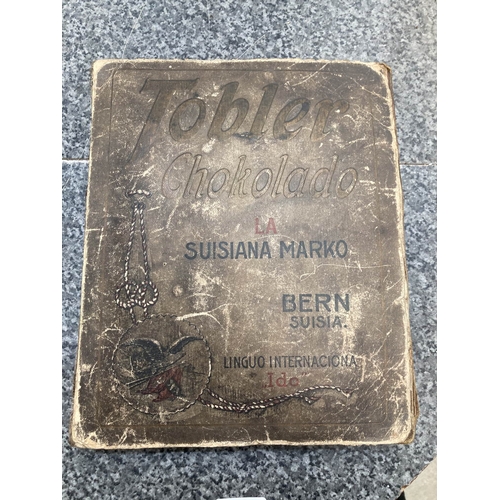 Tobler
Chokolado
LA
SUISIANA MARKO
BERN
SUISIA.
LINGUO INTERNACIONA
Ido